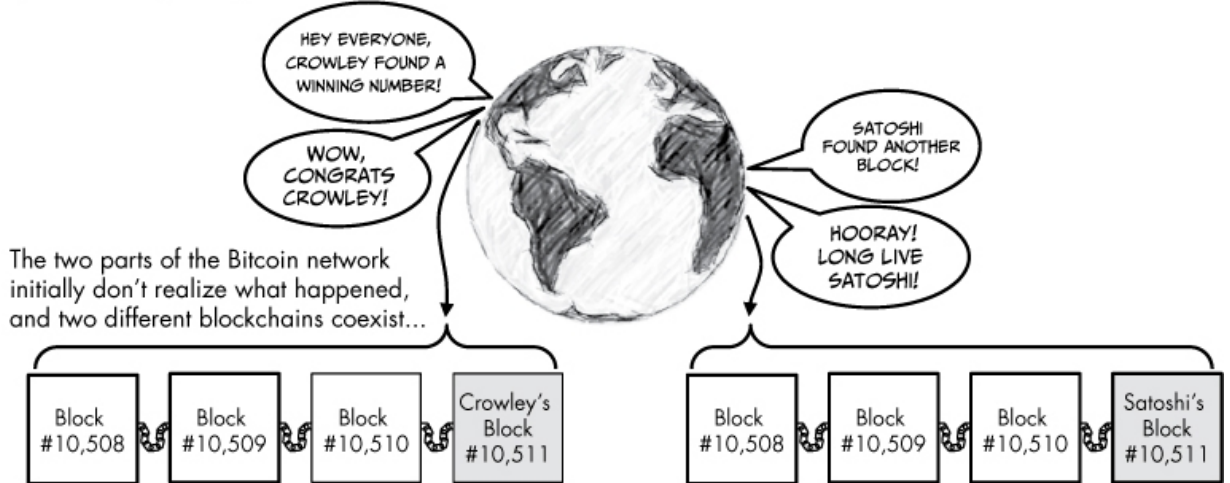 HEY EVERYONE,
CROWLEY FOUND A
WINNING NUMBER!
WOW,
CONGRATS
CROWLEY!
SATOSHI
FOUND ANOTHER
BLOCK!
HOORAY!
LONG LIVE
SATOSHI!
The two parts of the Bitcoin network
initially don’t realize what happened,
and two different blockchains coexist...
Block
#10,508
Block
#10,509
Block
#10,510
Crowley’s
Block
#10,511
Block
#10,508
Block
#10,509
Block
#10,510
Satoshi’s
Block
#10,511